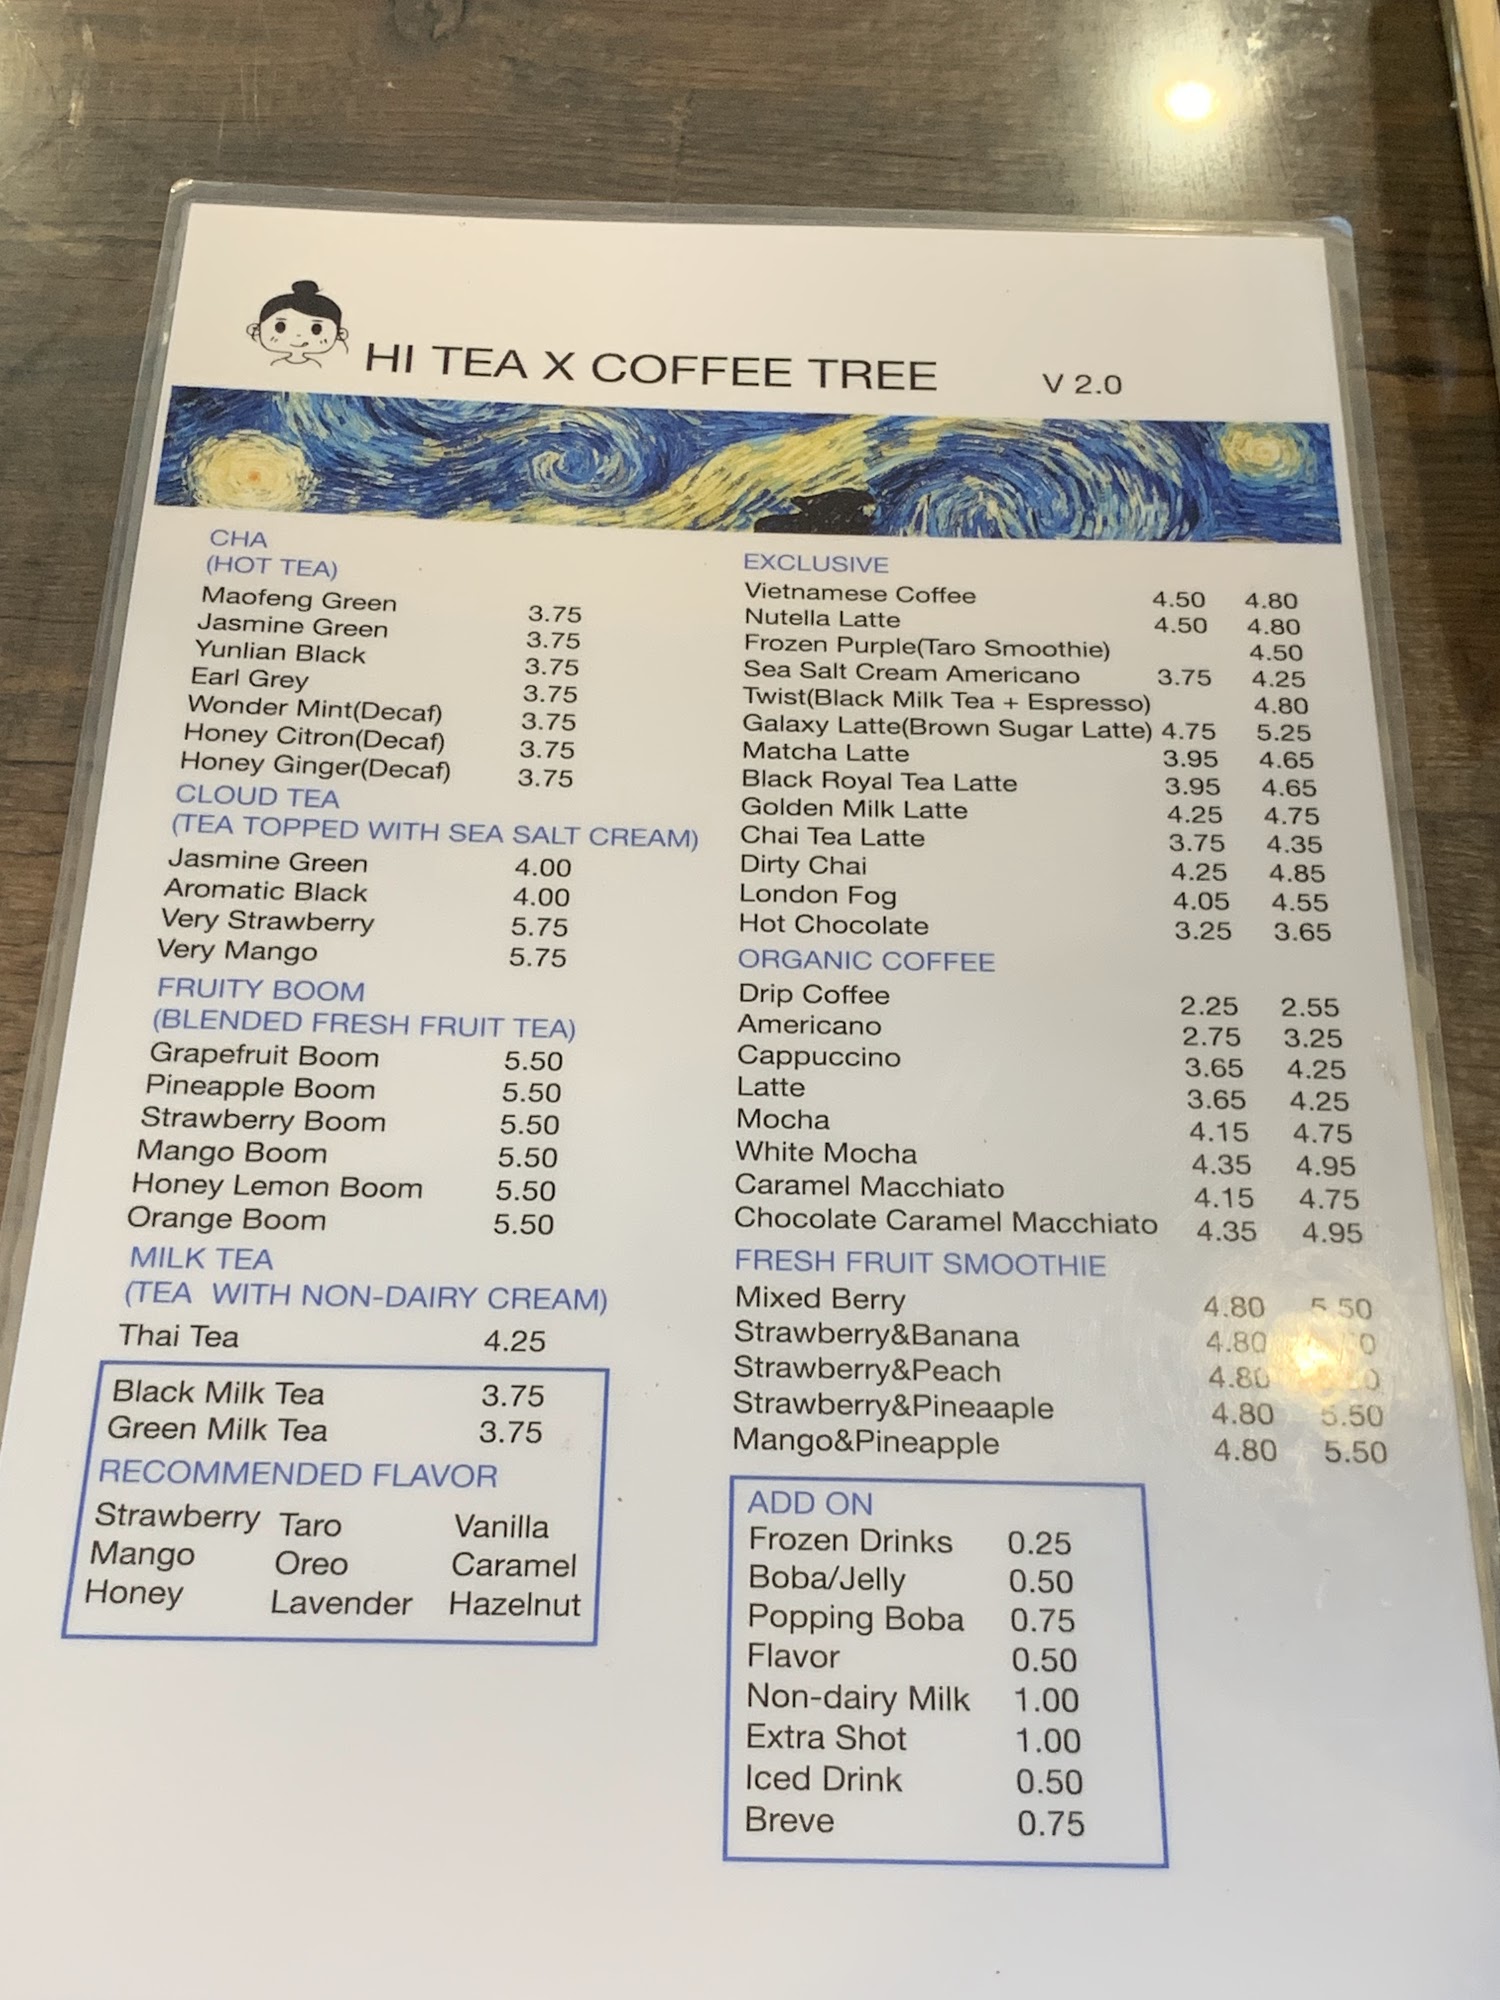 HI TEA X COFFEE TREE V 2.0
CHA
(HOT TEA)
Maofeng Green 3.75
Jasmine Green 3.75
Yunlian Black 3.75
Earl Grey 3.75
Wonder Mint(Decaf) 3.75
Honey Citron(Decaf) 3.75
Honey Ginger(Decaf) 3.75
CLOUD TEA
(TEA TOPPED WITH SEA SALT CREAM)
Jasmine Green 4.00
Aromatic Black 4.00
Very Strawberry 5.75
Very Mango 5.75
FRUITY BOOM
(BLENDED FRESH FRUIT TEA)
Grapefruit Boom 5.50
Pineapple Boom 5.50
Strawberry Boom 5.50
Mango Boom 5.50
Honey Lemon Boom 5.50
Orange Boom 5.50
MILK TEA
(TEA WITH NON-DAIRY CREAM)
Thai Tea 4.25
Black Milk Tea 3.75
Green Milk Tea 3.75
RECOMMENDED FLAVOR
Strawberry Taro Vanilla
Mango Oreo Caramel
Honey Lavender Hazelnut
EXCLUSIVE
Vietnamese Coffee 4.50 4.80
Nutella Latte 4.50 4.80
Frozen Purple(Taro Smoothie) 4.50
Sea Salt Cream Americano 3.75 4.25
Twist(Black Milk Tea + Espresso) 4.80
Galaxy Latte(Brown Sugar Latte) 4.75 5.25
Matcha Latte 3.95 4.65
Black Royal Tea Latte 3.95 4.65
Golden Milk Latte 4.25 4.75
Chai Tea Latte 3.75 4.35
Dirty Chai 4.25 4.85
London Fog 4.05 4.55
Hot Chocolate 3.25 3.65
ORGANIC COFFEE
Drip Coffee 2.25 2.55
Americano 2.75 3.25
Cappuccino 3.65 4.25
Latte 3.65 4.25
Mocha 4.15 4.75
White Mocha 4.35 4.95
Caramel Macchiato 4.15 4.75
Chocolate Caramel Macchiato 4.35 4.95
FRESH FRUIT SMOOTHIE
Mixed Berry 4.80 5.50
Strawberry&Banana 4.80
Strawberry&Peach 4.80
Strawberry&Pineaaple 4.80 5.50
Mango&Pineapple 4.80 5.50
ADD ON
Frozen Drinks 0.25
Boba/Jelly 0.50
Popping Boba 0.75
Flavor 0.50
Non-dairy Milk 1.00
Extra Shot 1.00
Iced Drink 0.50
Breve 0.75